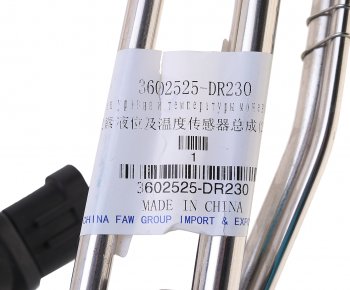 3602525-DR230
температуры
液位及温度传感器总成
1
3602525-DR230
MADE IN CHINA
CHINA FAW GROUP IMPORT & EXP